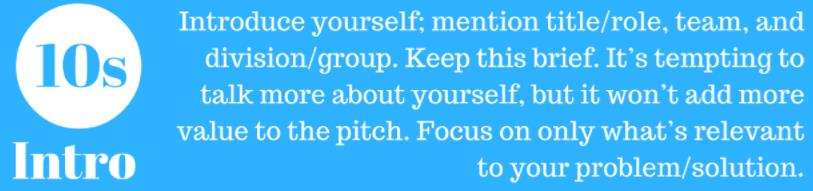 10s
Intro
Introduce yourself; mention title/role, team, and
division/group. Keep this brief. It's tempting to
talk more about yourself, but it won't add more
value to the pitch. Focus on only what's relevant
to your problem/solution.